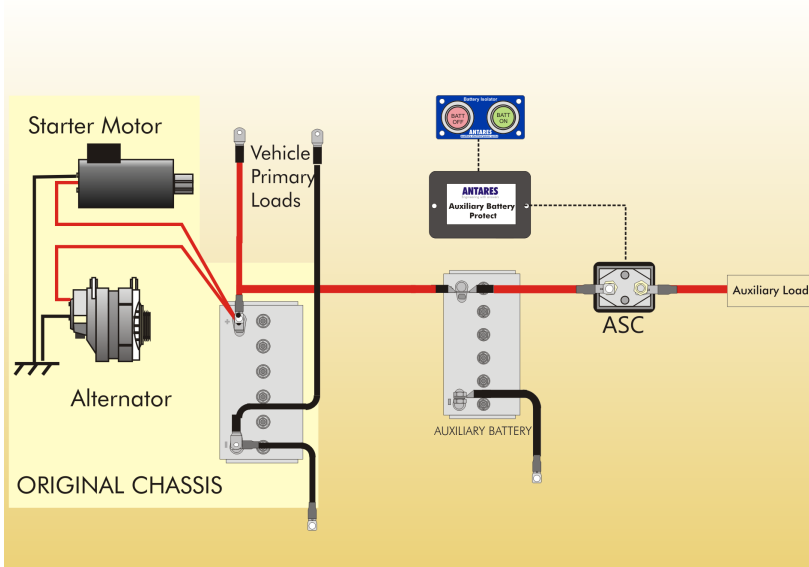 Battery Isolator
BATT
OFF
BATT
ON
ANTARES
Starter Motor
Vehicle
Primary
Loads
ANTARES
Auxiliary Battery
Protect
Auxiliary Load
ASC
Alternator
AUXILIARY BATTERY
ORIGINAL CHASSIS